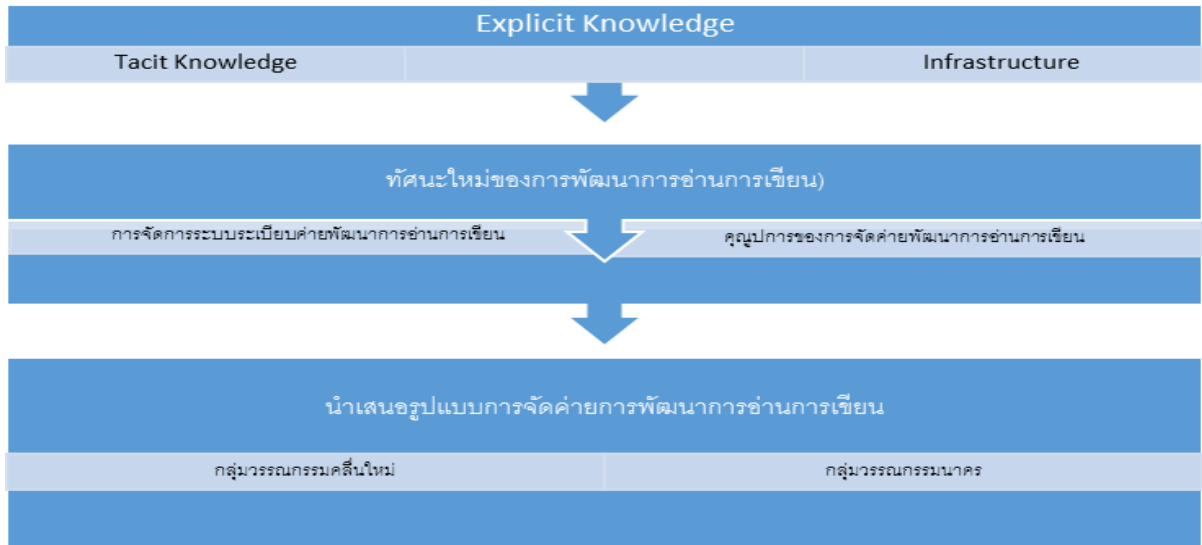 Explicit Knowledge
Tacit Knowledge
Infrastructure
ทัศนะใหม่ของการพัฒนาการอ่านการเขียน)
การจัดการระบบระเบียบค่ายพัฒนาการอ่านการเขียน
คุณูปการของการจัดค่ายพัฒนาการอ่านการเขียน
นำเสนอรูปแบบการจัดค่ายการพัฒนาการอ่านการเขียน
กลุ่มวรรณกรรมคลื่นใหม่
กลุ่มวรรณกรรมนาคร